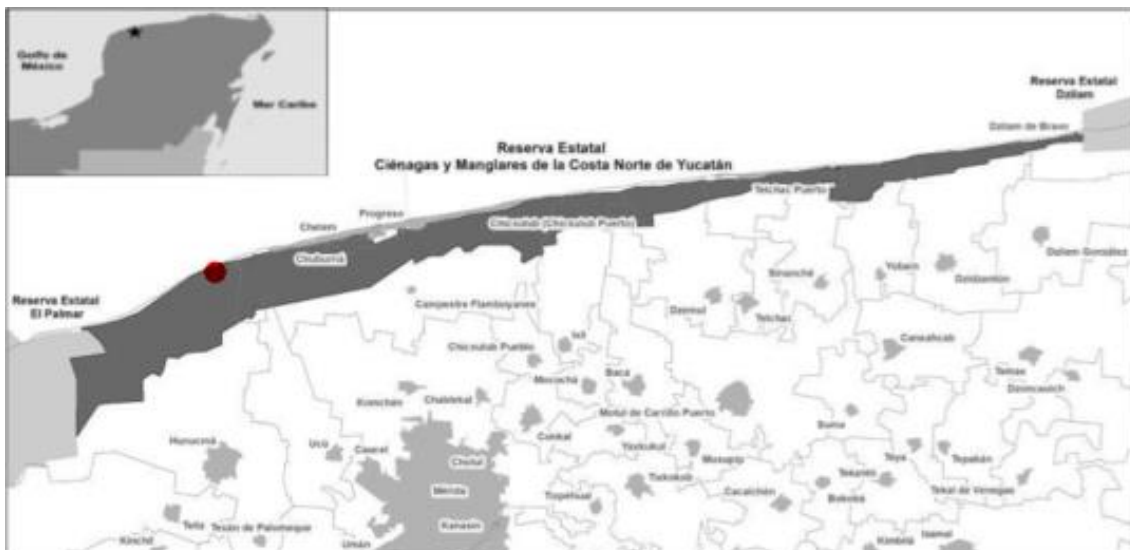 Golfo de
México
Mar Caribe
Reserva Estatal
Dzilam
Dzilam de Bravo
Reserva Estatal
Ciénagas y Manglares de la Costa Norte de Yucatán
Telchac Puerto
Progreso
Chicxulub (Chicxulub Puerto)
Chelem
Chuburná
Dzilam González
Reserva Estatal
El Palmar
Sinanché
Yobaín
Dzidzantún
Campestre Flamboyanes
Dzemul
Telchac
Ixil
Cansahcab
Chicxulub Pueblo
Temax
Mocochá
Baca
Dzoncauich
Komchén
Chablekal
Motul de Carrillo Puerto
Suma
Hunucmá
Ucú
Conkal
Yaxkukul
Muxupip
Teya
Tepakán
Caucel
Cholul
Tixkokob
Tekantó
Mérida
Tixpéhual
Cacalchén
Bokobá
Tekal de Venegas
Tetiz
Texán de Palomeque
Kanasín
Kinchil
Umán
Kimbilá
Izamal